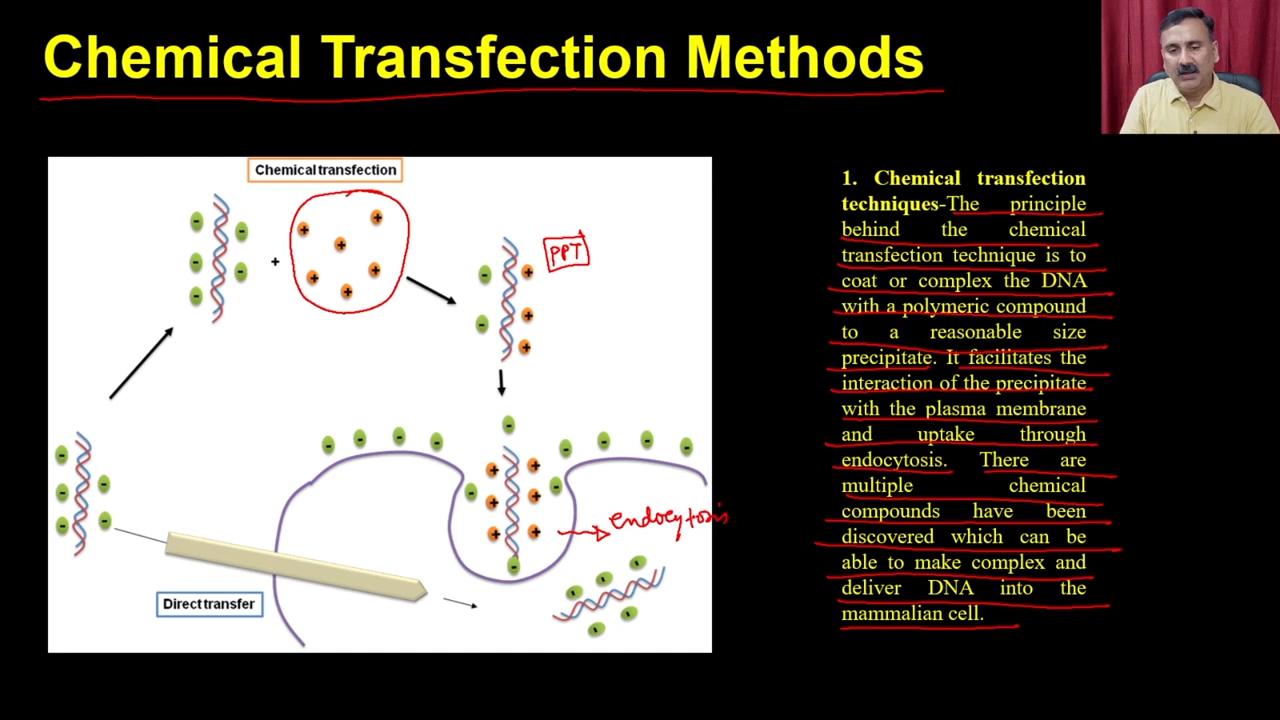 Chemical Transfection Methods
Chemical transfection
PPT
endocytosis
Direct transfer
1. Chemical transfection
techniques-The principle
behind the chemical
transfection technique is to
coat or complex the DNA
with a polymeric compound
to a reasonable size
precipitate. It facilitates the
interaction of the precipitate
with the plasma membrane
and uptake through
endocytosis. There are
multiple chemical
compounds have been
discovered which can be
able to make complex and
deliver DNA into the
mammalian cell.